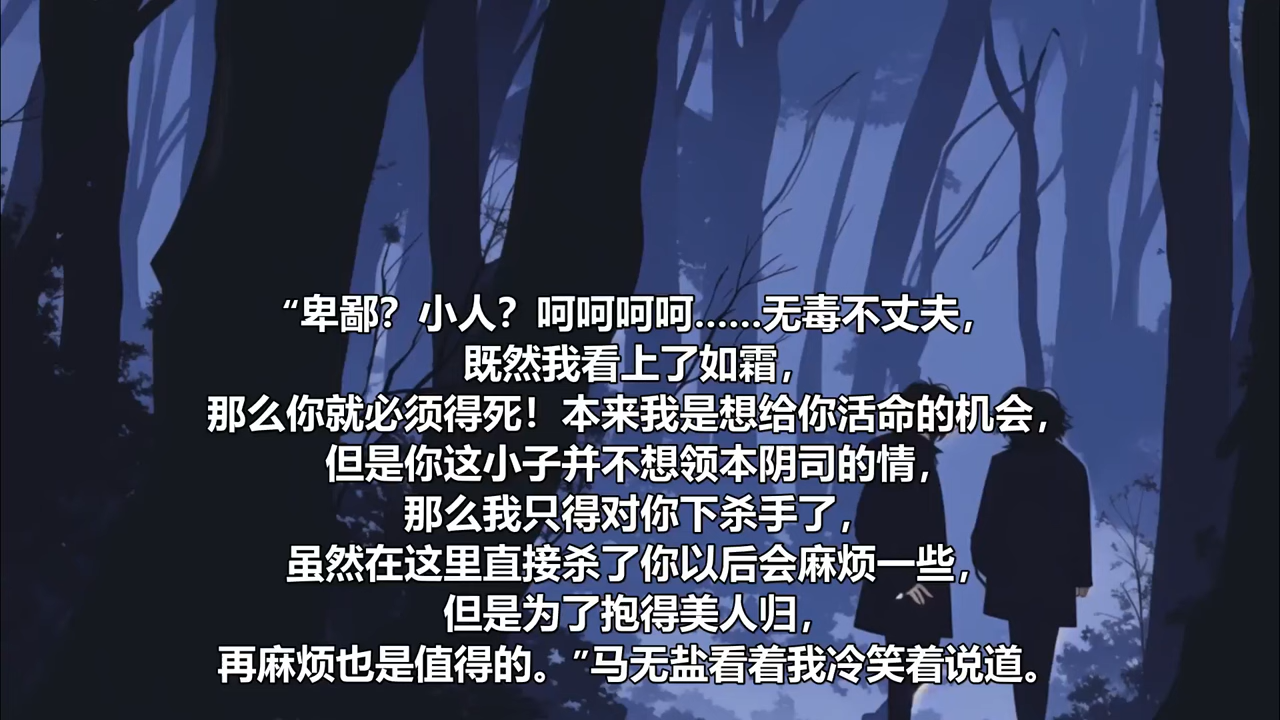 “卑鄙？小人？呵呵呵呵......无毒不丈夫，
既然我看上了如霜，
那么你就必须得死！本来我是想给你活命的机会，
但是你这小子并不想领本阴司的情，
那么我只得对你下杀手了，
虽然在这里直接杀了你以后会麻烦一些，
但是为了抱得美人归，
再麻烦也是值得的。”马无盐看着我冷笑着说道。